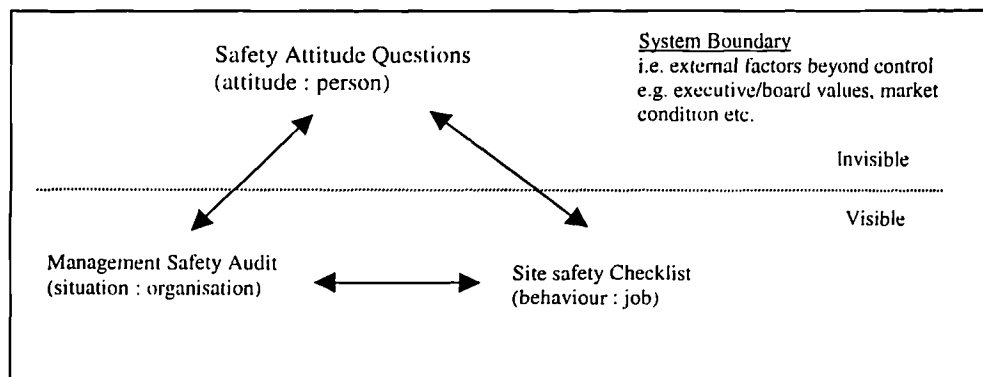 Safety Attitude Questions
(attitude : person)
System Boundary
i.e. external factors beyond control
e.g. executive/board values, market
condition etc.
Invisible
Visible
Management Safety Audit
(situation : organisation)
Site safety Checklist
(behaviour : job)